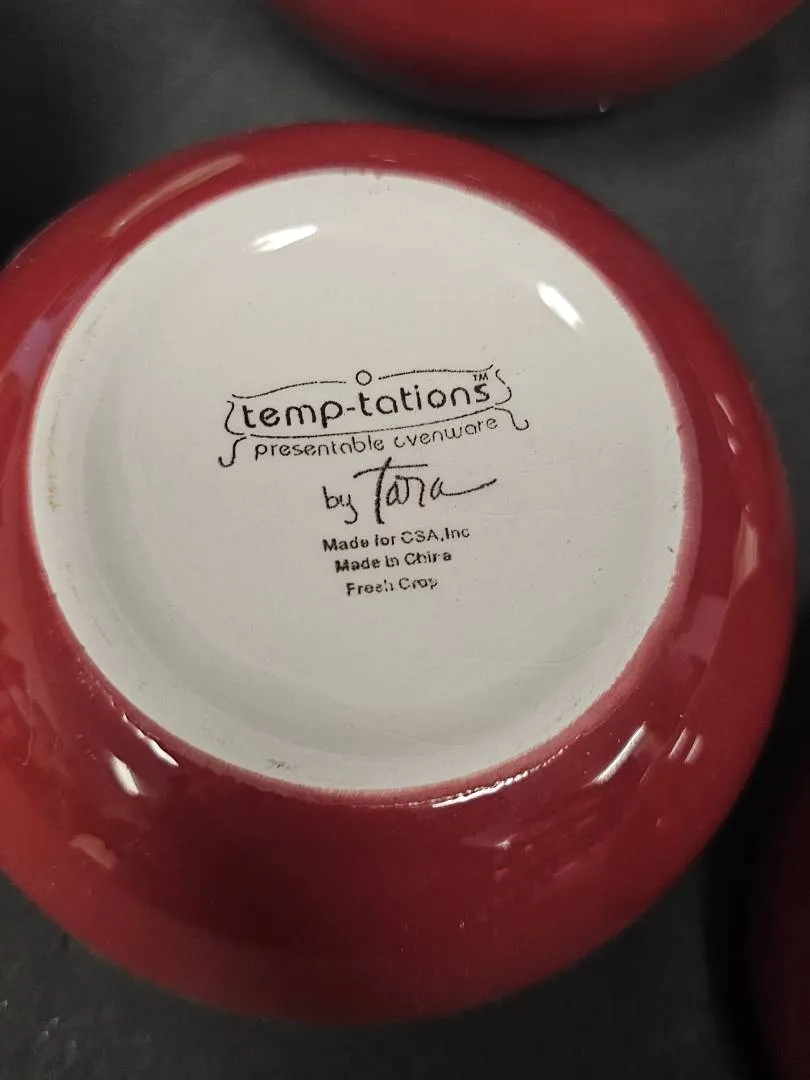 temp-tations™
presentable ovenware
by Tara
Made for CSA,Inc
Made in China
Fresh Crop